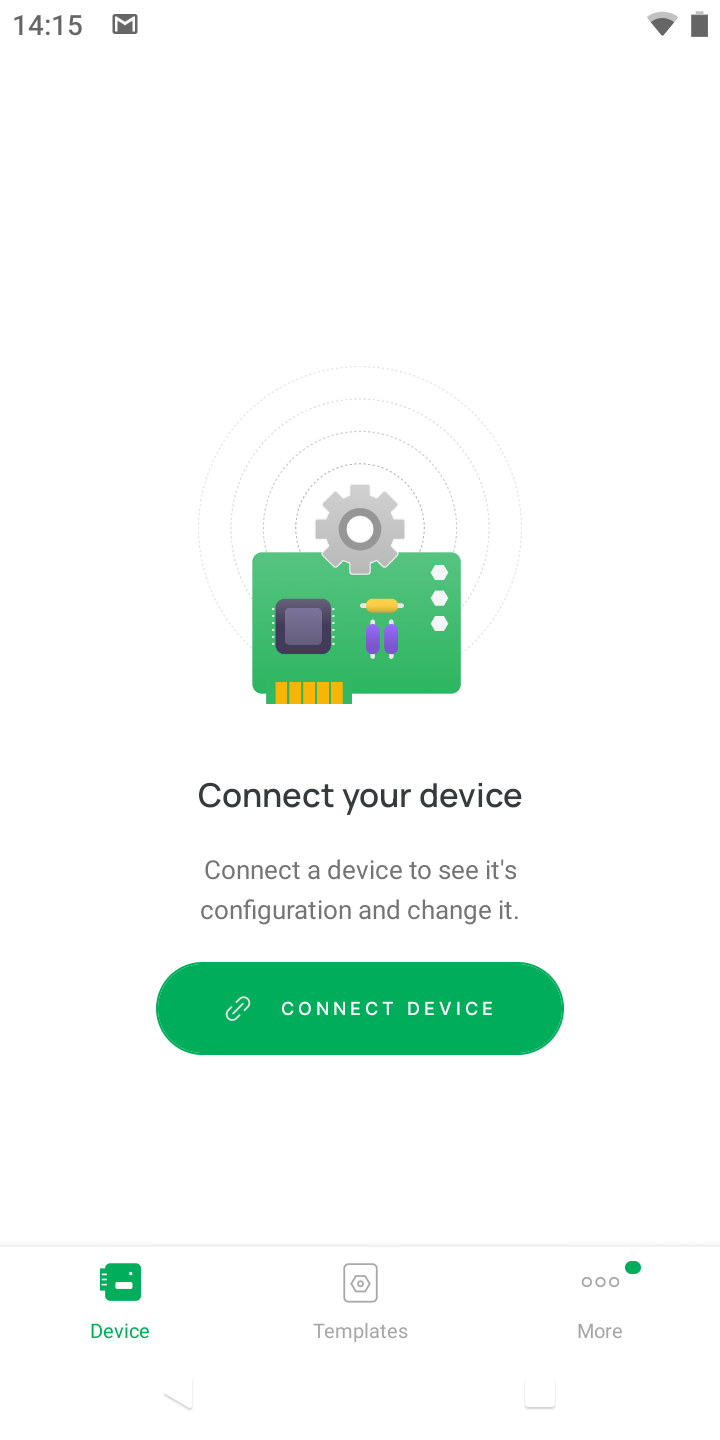 14:15
Connect your device
Connect a device to see it's
configuration and change it.
CONNECT DEVICE
Device
Templates
More